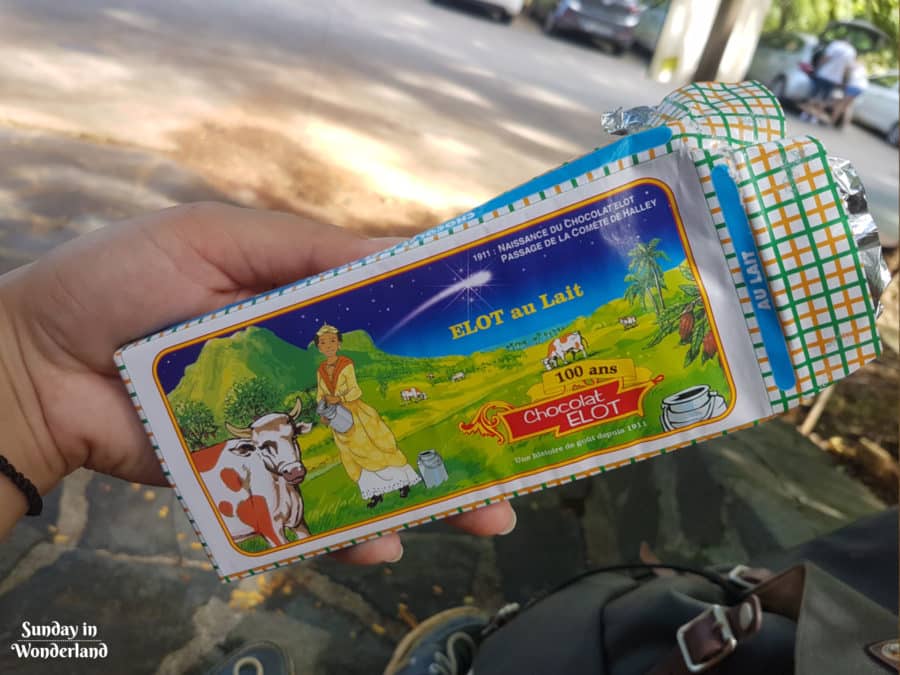 1911 : NAISSANCE DU CHOCOLAT ELOT
PASSAGE DE LA COMÈTE DE HALLEY
ELOT au Lait
100 ans
Chocolat
ELOT
Une histoire de goût depuis 1911
AU LAIT
CHOCOL
Sunday in
Wonderland